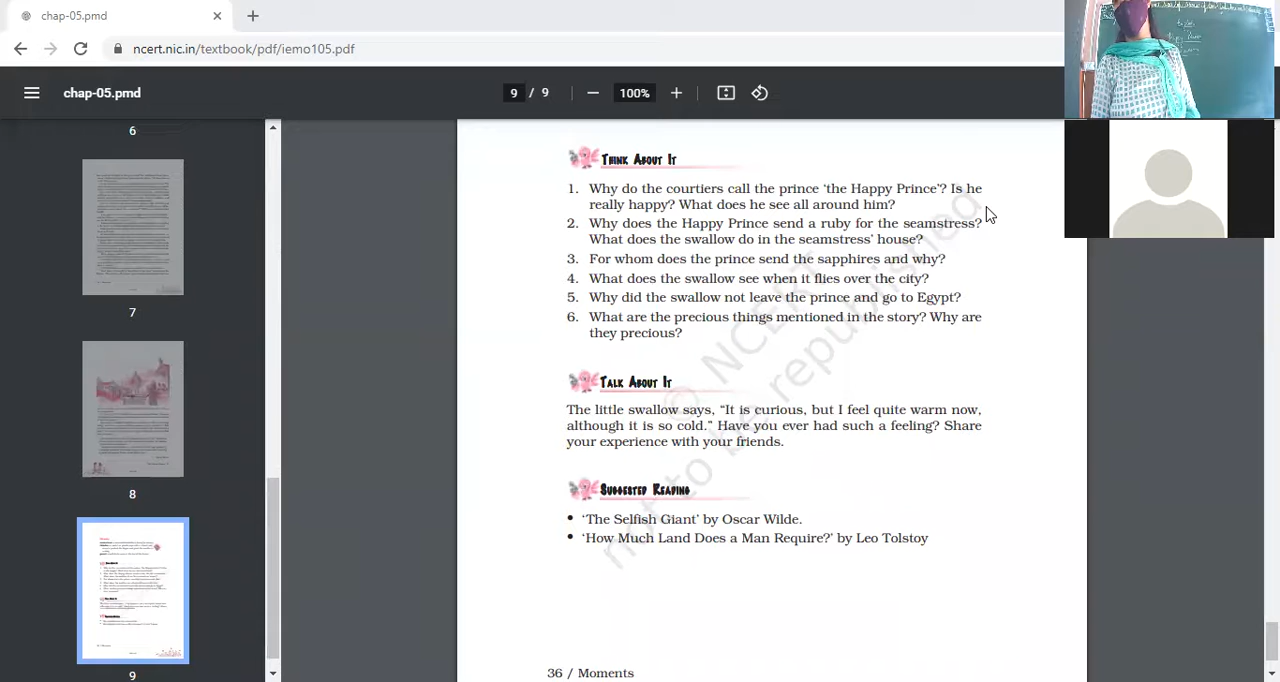 chap-05.pmd
ncert.nic.in/textbook/pdf/iemo105.pdf
chap-05.pmd
9 / 9
100%
6
7
8
9
THINK ABOUT IT
1. Why do the courtiers call the prince ‘the Happy Prince’? Is he
really happy? What does he see all around him?
2. Why does the Happy Prince send a ruby for the seamstress?
What does the swallow do in the seamstress’ house?
3. For whom does the prince send the sapphires and why?
4. What does the swallow see when it flies over the city?
5. Why did the swallow not leave the prince and go to Egypt?
6. What are the precious things mentioned in the story? Why are
they precious?
TALK ABOUT IT
The little swallow says, “It is curious, but I feel quite warm now,
although it is so cold.” Have you ever had such a feeling? Share
your experience with your friends.
SUGGESTED READING
• ‘The Selfish Giant’ by Oscar Wilde.
• ‘How Much Land Does a Man Require?’ by Leo Tolstoy
36 / Moments
© NCERT
not to be republished